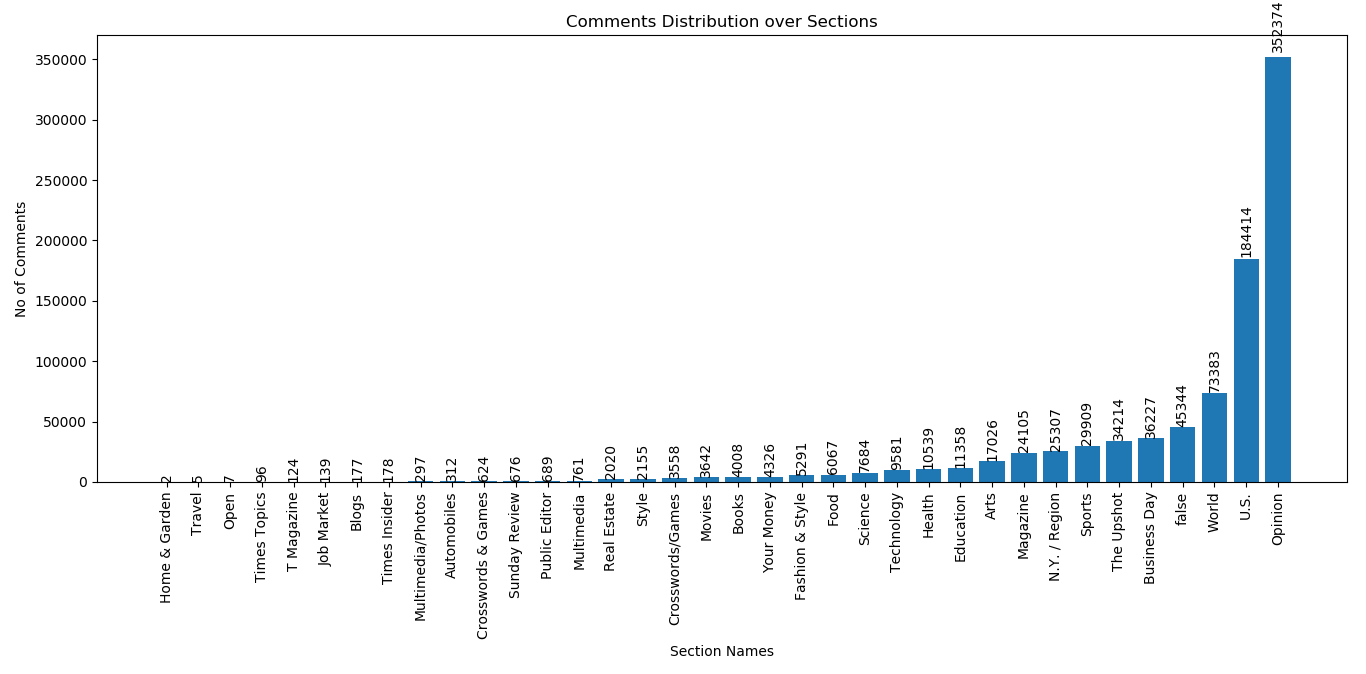 Comments Distribution over Sections
No of Comments
350000
300000
250000
200000
150000
100000
50000
0
2
5
7
96
124
139
177
178
297
312
624
676
689
761
2020
2155
3558
3642
4008
4326
5291
6067
7684
9581
10539
11358
17026
24105
25307
29909
34214
36227
45344
73383
184414
352374
Home & Garden
Travel
Open
Times Topics
T Magazine
Job Market
Blogs
Times Insider
Multimedia/Photos
Automobiles
Crosswords & Games
Sunday Review
Public Editor
Multimedia
Real Estate
Style
Crosswords/Games
Movies
Books
Your Money
Fashion & Style
Food
Science
Technology
Health
Education
Arts
Magazine
N.Y. / Region
Sports
The Upshot
Business Day
false
World
U.S.
Opinion
Section Names